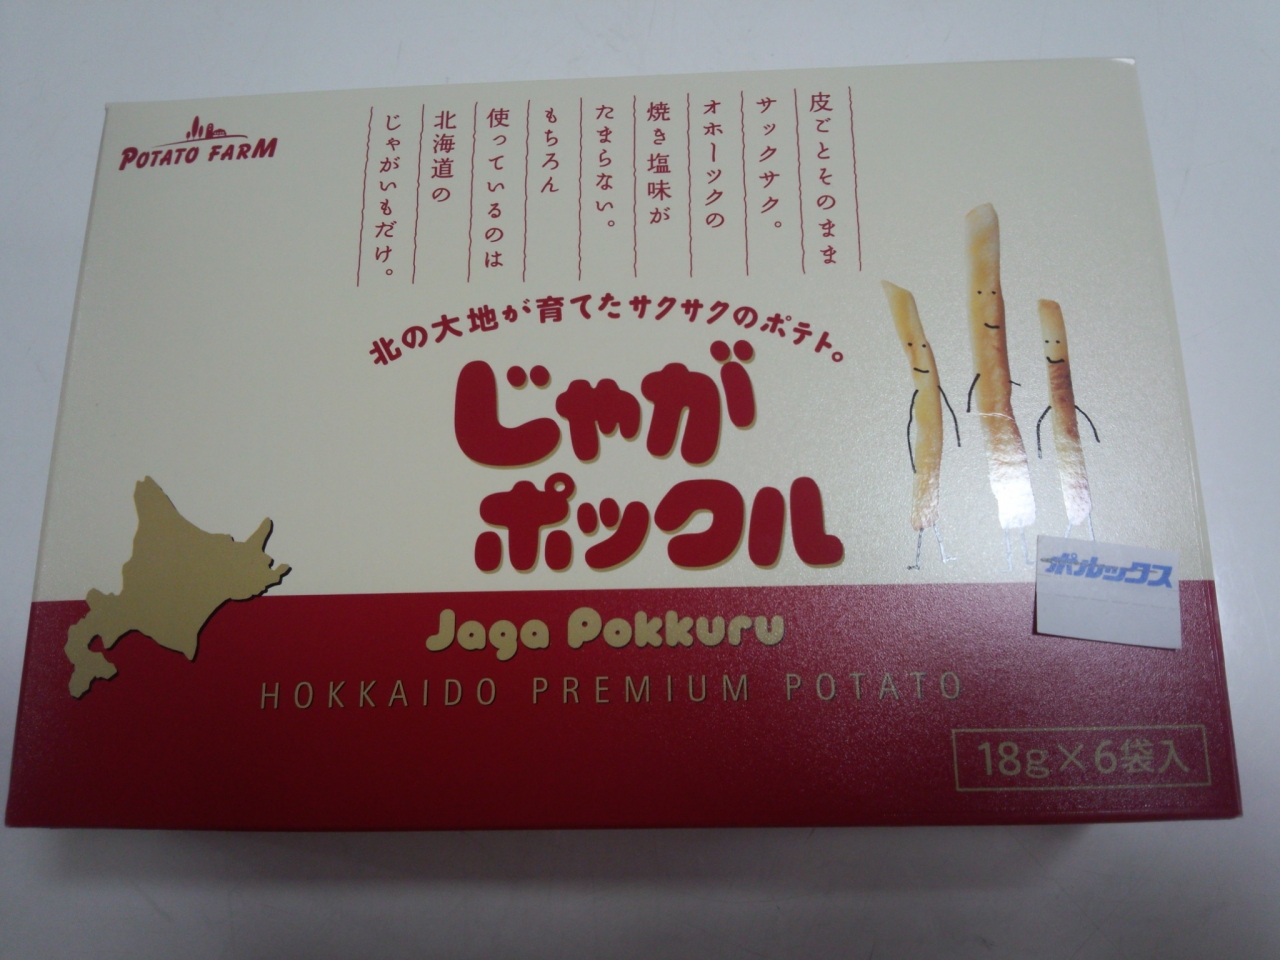 POTATO FARM
皮ごとそのまま
サックサク。
オホーツクの
焼き塩味が
たまらない。
もちろん
使っているのは
北海道の
じゃがいもだけ。
北の大地が育てたサクサクのポテト。
じゃが
ポックル
Jaga Pokkuru
HOKKAIDO PREMIUM POTATO
18g×6袋入
ポルックス